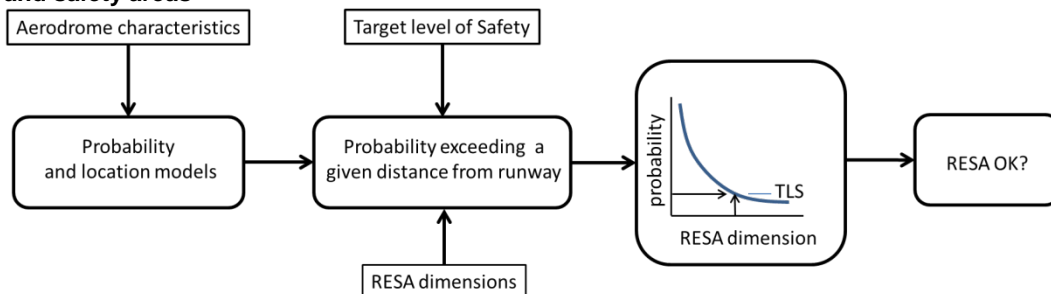 and safety areas
Aerodrome characteristics
Target level of Safety
Probability
and location models
Probability exceeding a
given distance from runway
probability
TLS
RESA dimension
RESA OK?
RESA dimensions